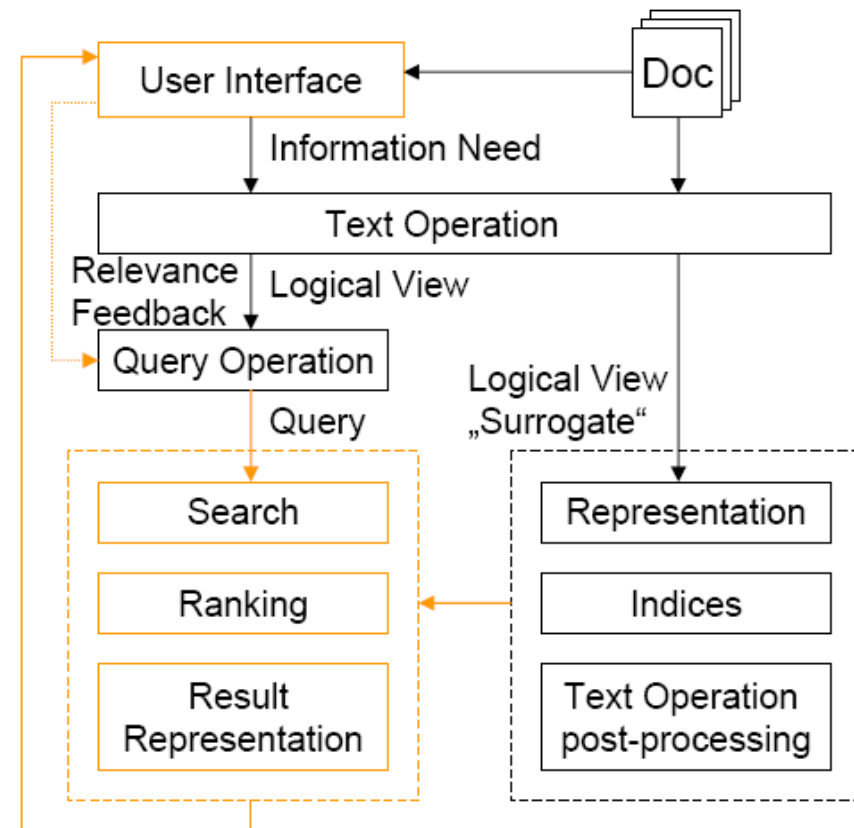 User Interface
Doc
Information Need
Text Operation
Relevance
Feedback
Logical View
Query Operation
Logical View
„Surrogate“
Query
Search
Representation
Ranking
Indices
Result
Representation
Text Operation
post-processing